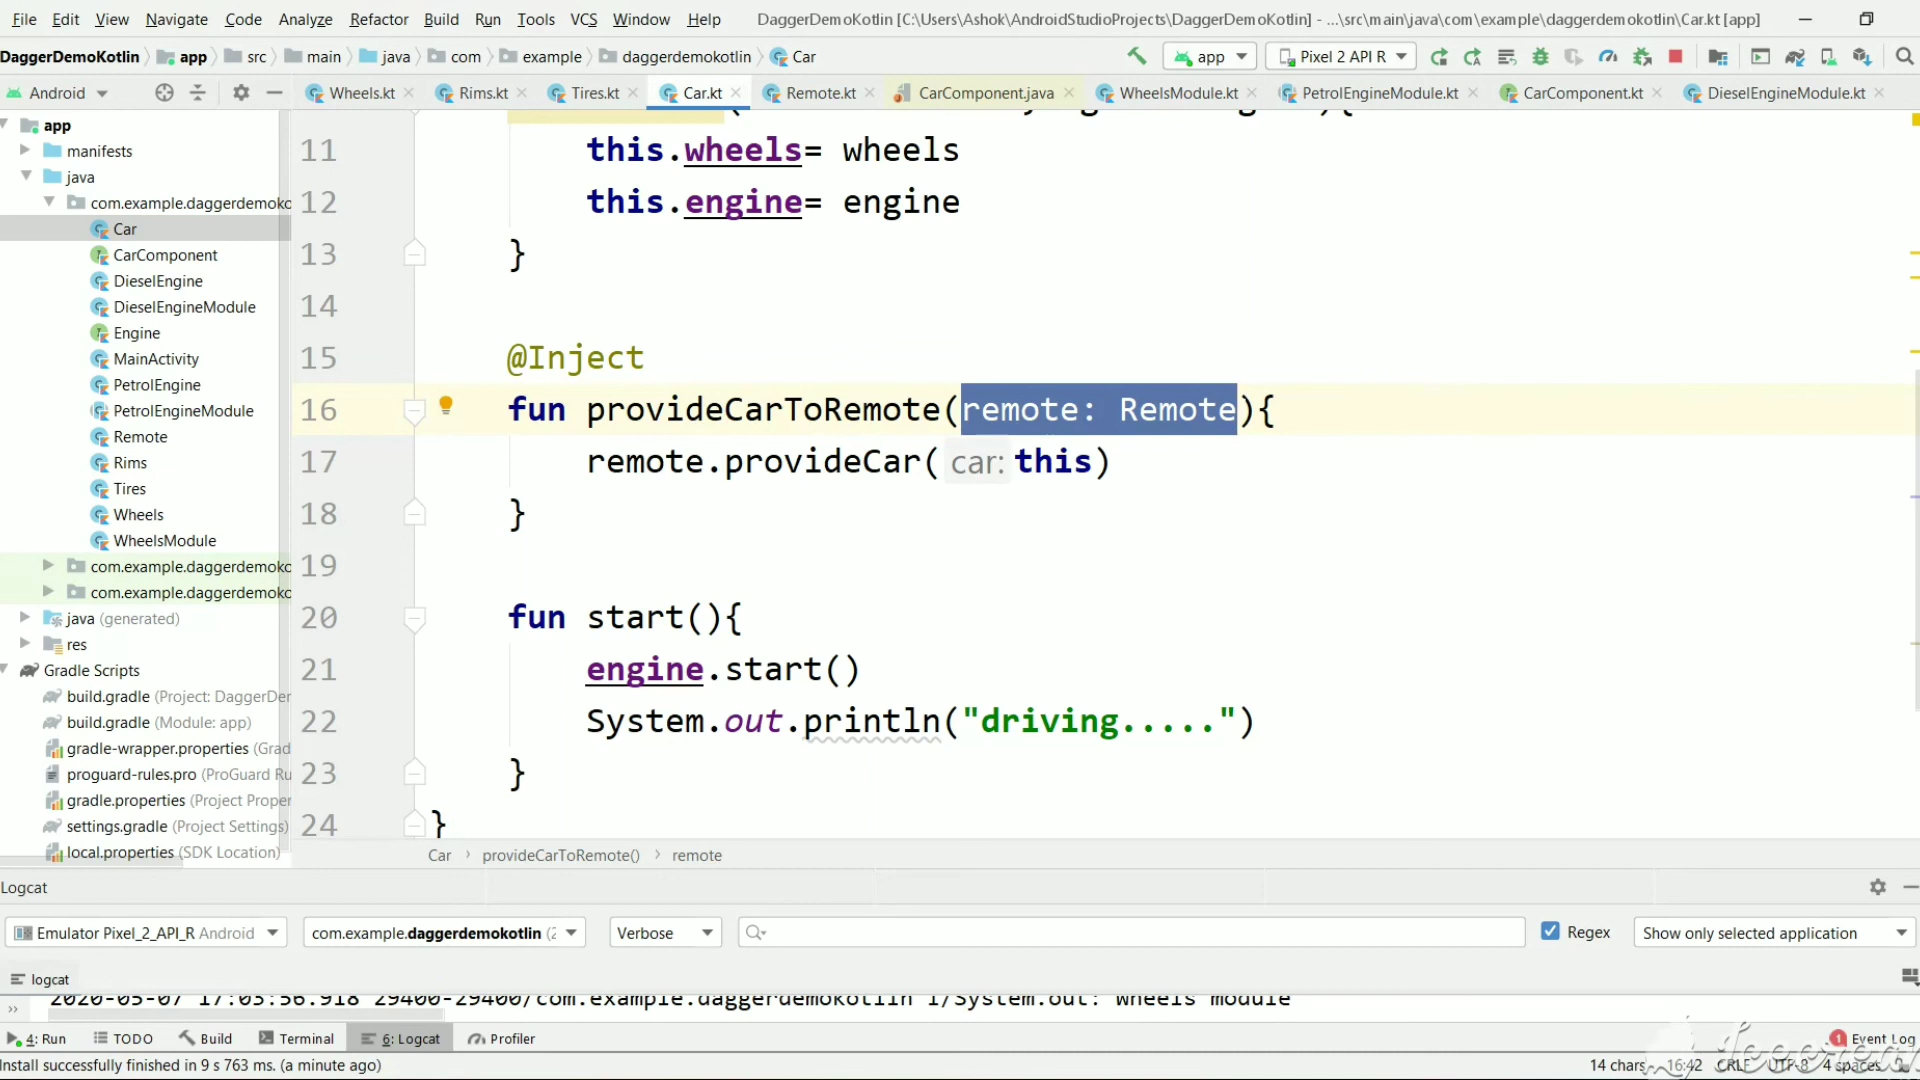 File Edit View Navigate Code Analyze Refactor Build Run Tools VCS Window Help DaggerDemoKotlin [C:\Users\Ashok\AndroidStudioProjects\DaggerDemoKotlin] - ...\src\main\java\com\example\daggerdemokotlin\Car.kt [app]
DaggerDemoKotlin app src main java com example daggerdemokotlin Car app Pixel 2 API R
Android Wheels.kt Rims.kt Tires.kt Car.kt Remote.kt CarComponent.java WheelsModule.kt PetrolEngineModule.kt CarComponent.kt DieselEngineModule.kt
app
manifests
java
com.example.daggerdemoko
Car
CarComponent
DieselEngine
DieselEngineModule
Engine
MainActivity
PetrolEngine
PetrolEngineModule
Remote
Rims
Tires
Wheels
WheelsModule
com.example.daggerdemoko
com.example.daggerdemoko
java (generated)
res
Gradle Scripts
build.gradle (Project: DaggerDer
build.gradle (Module: app)
gradle-wrapper.properties (Grad
proguard-rules.pro (ProGuard Ru
gradle.properties (Project Proper
settings.gradle (Project Settings)
local.properties (SDK Location)
11 this.wheels= wheels
12 this.engine= engine
13 }
14
15 @Inject
16 fun provideCarToRemote(remote: Remote){
17 remote.provideCar( car: this)
18 }
19
20 fun start(){
21 engine.start()
22 System.out.println("driving.....")
23 }
24 }
Car › provideCarToRemote() › remote
Logcat
Emulator Pixel_2_API_R Android com.example.daggerdemokotlin (2 Verbose Regex Show only selected application
logcat
2020-05-07 17:03:56.918 29400-29400/com.example.daggerdemokotlin I/System.out: Wheels module
4: Run TODO Build Terminal 6: Logcat Profiler 1 Event Log
Install successfully finished in 9 s 763 ms. (a minute ago) 14 chars 16:42 CRLF UTF-8 4 spaces